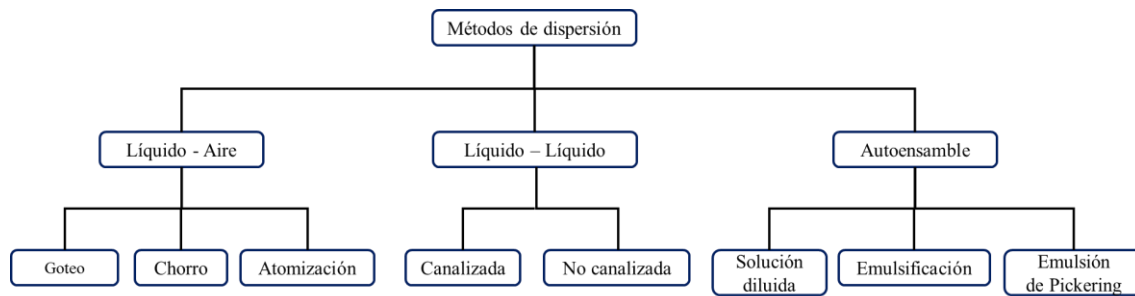 Métodos de dispersión
Líquido - Aire
Líquido – Líquido
Autoensamble
Goteo
Chorro
Atomización
Canalizada
No canalizada
Solución
diluida
Emulsificación
Emulsión
de Pickering